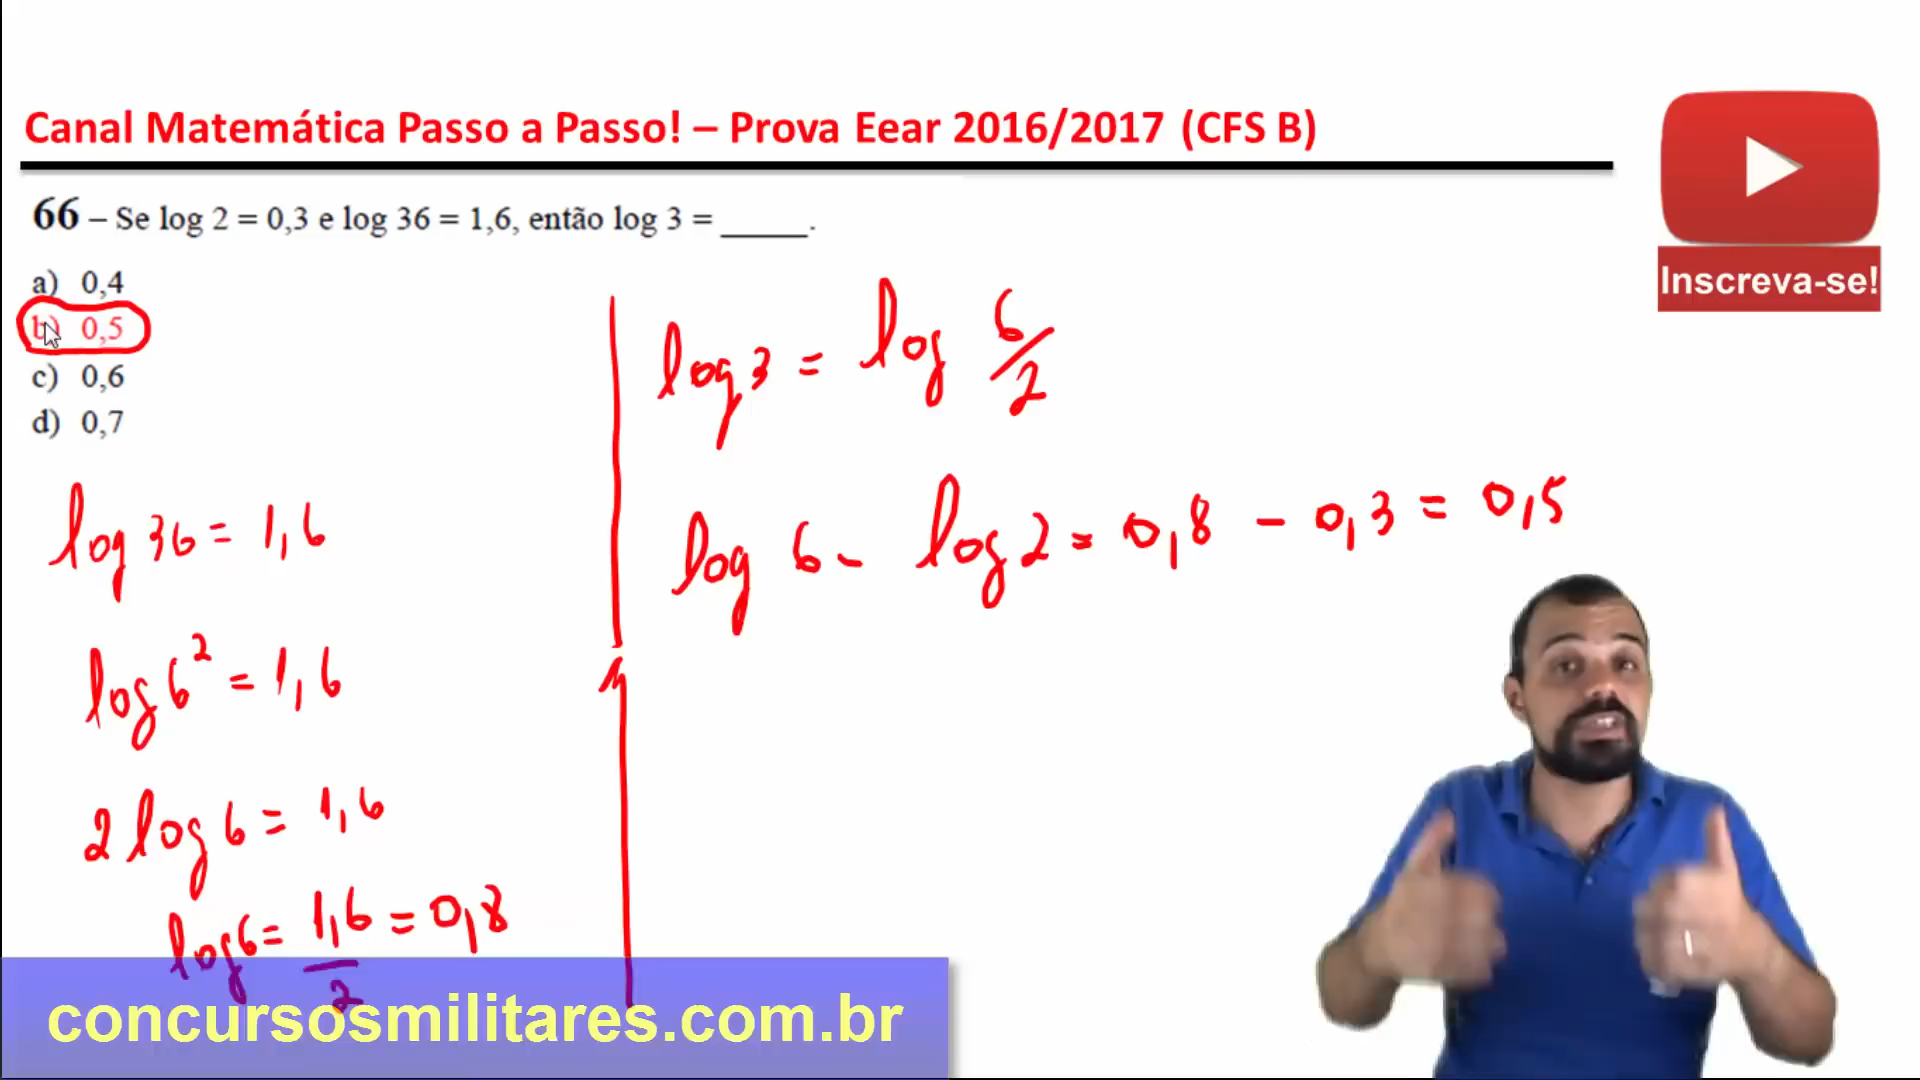 Canal Matemática Passo a Passo! – Prova Eear 2016/2017 (CFS B)
Inscreva-se!
66 – Se log 2 = 0,3 e log 36 = 1,6, então log 3 = _____.
a) 0,4
b) 0,5
c) 0,6
d) 0,7
log 36 = 1,6
log 6² = 1,6
2 log 6 = 1,6
log 6 = 1,6/2 = 0,8
log 3 = log 6/2
log 6 - log 2 = 0,8 - 0,3 = 0,5
concursosmilitares.com.br